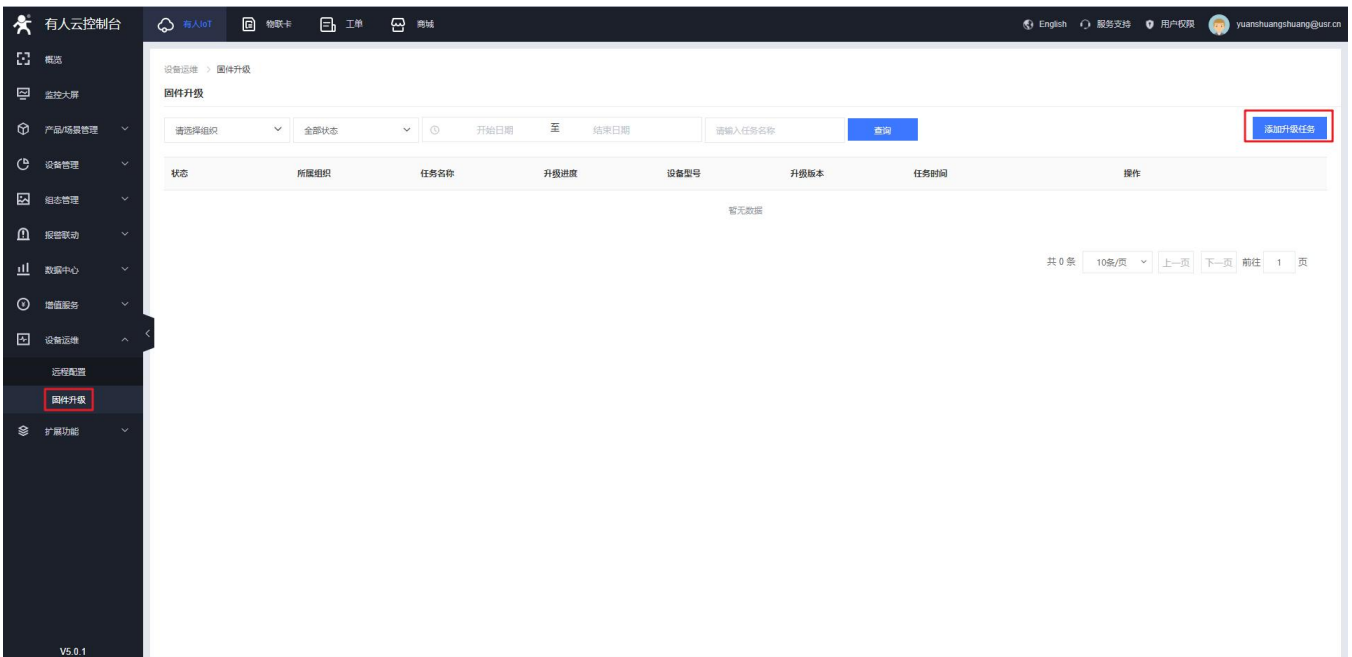 有人云控制台 有人IoT 物联卡 工单 商城 English 服务支持 用户权限 yuanshuangshuang@usr.cn
概览
监控大屏
产品/场景管理
设备管理
组态管理
报警联动
数据中心
增值服务
设备运维
远程配置
固件升级
扩展功能
V5.0.1
设备运维 > 固件升级
固件升级
请选择组织 全部状态 开始日期 至 结束日期 请输入任务名称 查询 添加升级任务
状态 所属组织 任务名称 升级进度 设备型号 升级版本 任务时间 操作
暂无数据
共 0 条 10条/页 上一页 下一页 前往 1 页